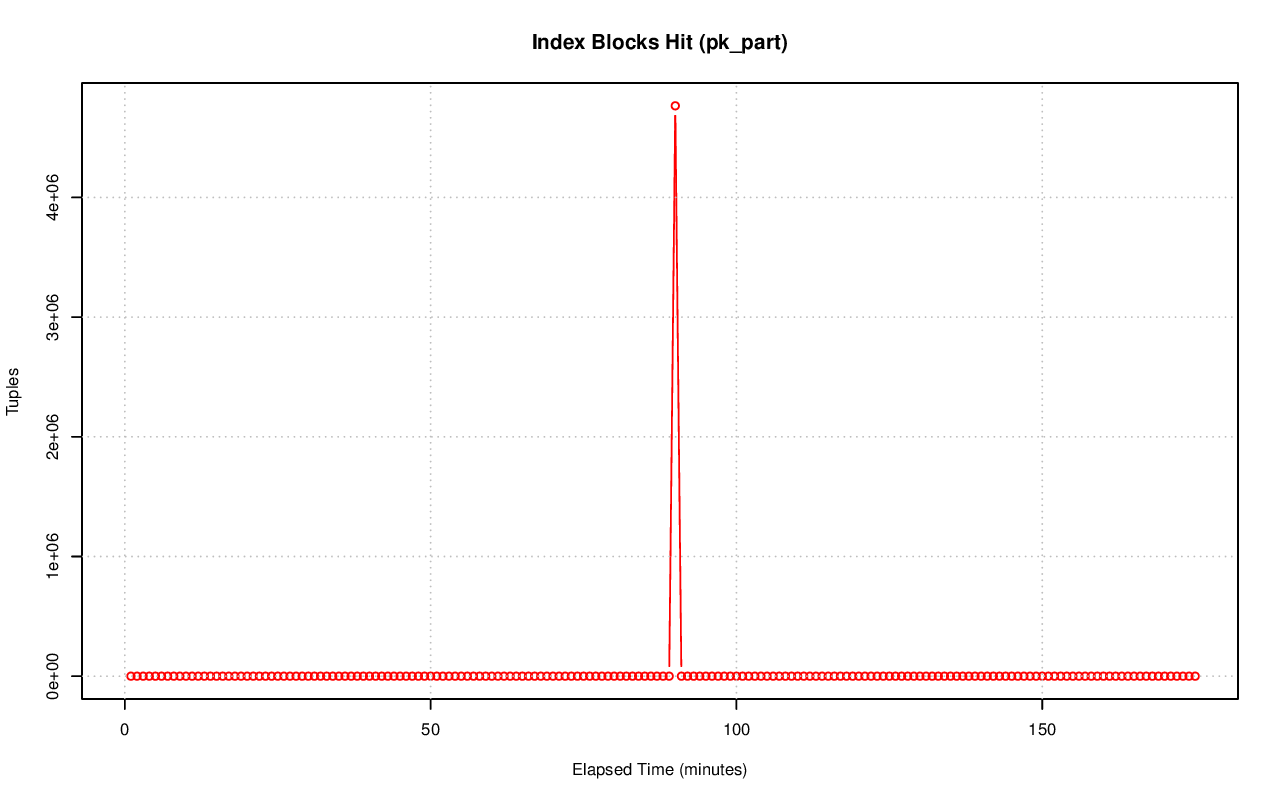 Index Blocks Hit (pk_part)
Tuples
4e+06
3e+06
2e+06
1e+06
0e+00
0 50 100 150
Elapsed Time (minutes)